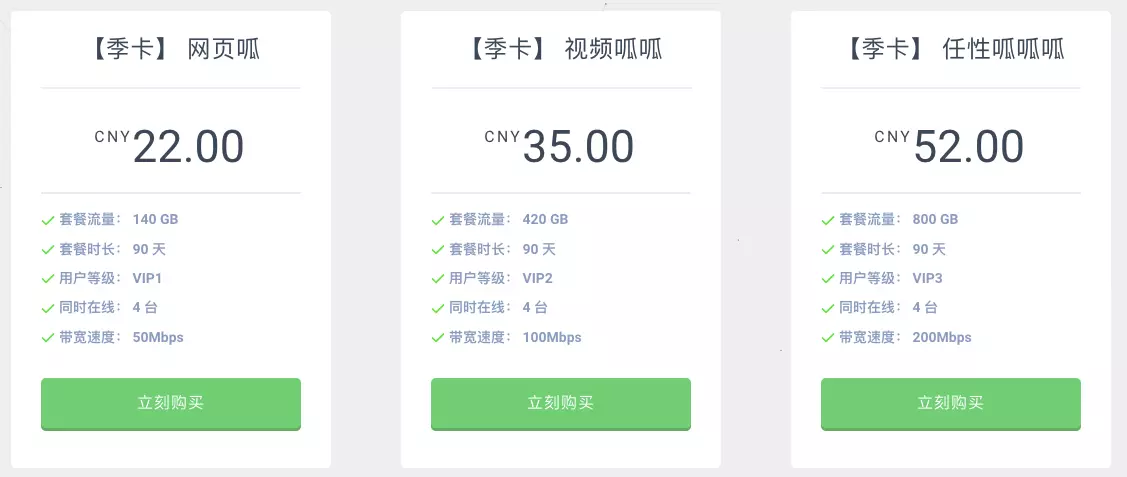 【季卡】 网页呱
CNY22.00
套餐流量： 140 GB
套餐时长： 90 天
用户等级： VIP1
同时在线： 4 台
带宽速度： 50Mbps
立刻购买
【季卡】 视频呱呱
CNY35.00
套餐流量： 420 GB
套餐时长： 90 天
用户等级： VIP2
同时在线： 4 台
带宽速度： 100Mbps
立刻购买
【季卡】 任性呱呱呱
CNY52.00
套餐流量： 800 GB
套餐时长： 90 天
用户等级： VIP3
同时在线： 4 台
带宽速度： 200Mbps
立刻购买